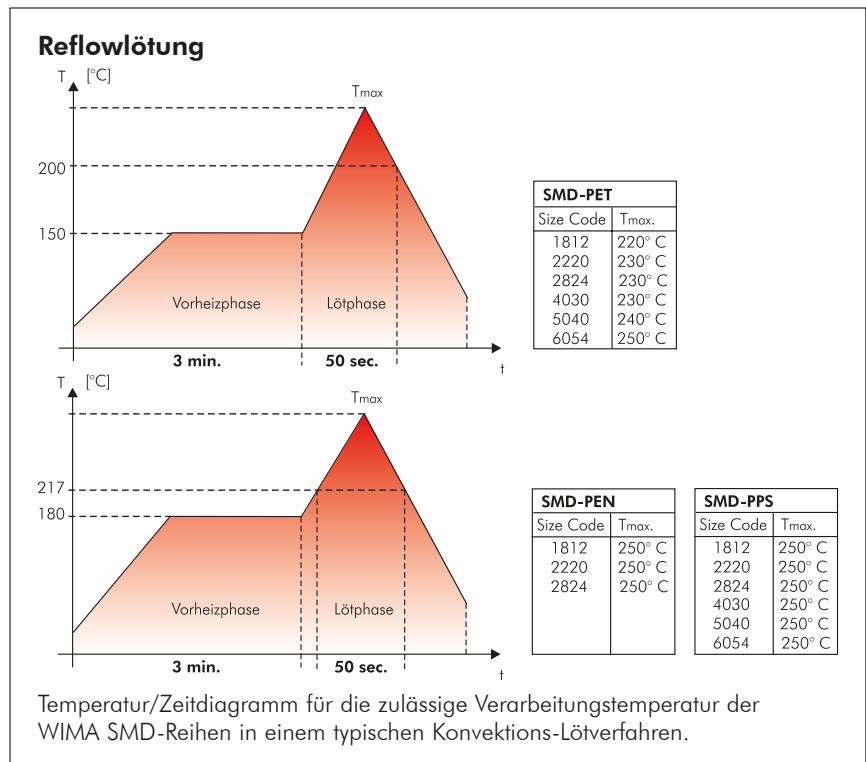 Reflowlötung
T [°C]
Tmax
200
150
Vorheizphase Lötphase
3 min. 50 sec.
t
SMD-PET
Size Code Tmax.
1812 220° C
2220 230° C
2824 230° C
4030 230° C
5040 240° C
6054 250° C
T [°C]
Tmax
217
180
Vorheizphase Lötphase
3 min. 50 sec.
t
SMD-PEN
Size Code Tmax.
1812 250° C
2220 250° C
2824 250° C
SMD-PPS
Size Code Tmax.
1812 250° C
2220 250° C
2824 250° C
4030 250° C
5040 250° C
6054 250° C
Temperatur/Zeitdiagramm für die zulässige Verarbeitungstemperatur der
WIMA SMD-Reihen in einem typischen Konvektions-Lötverfahren.